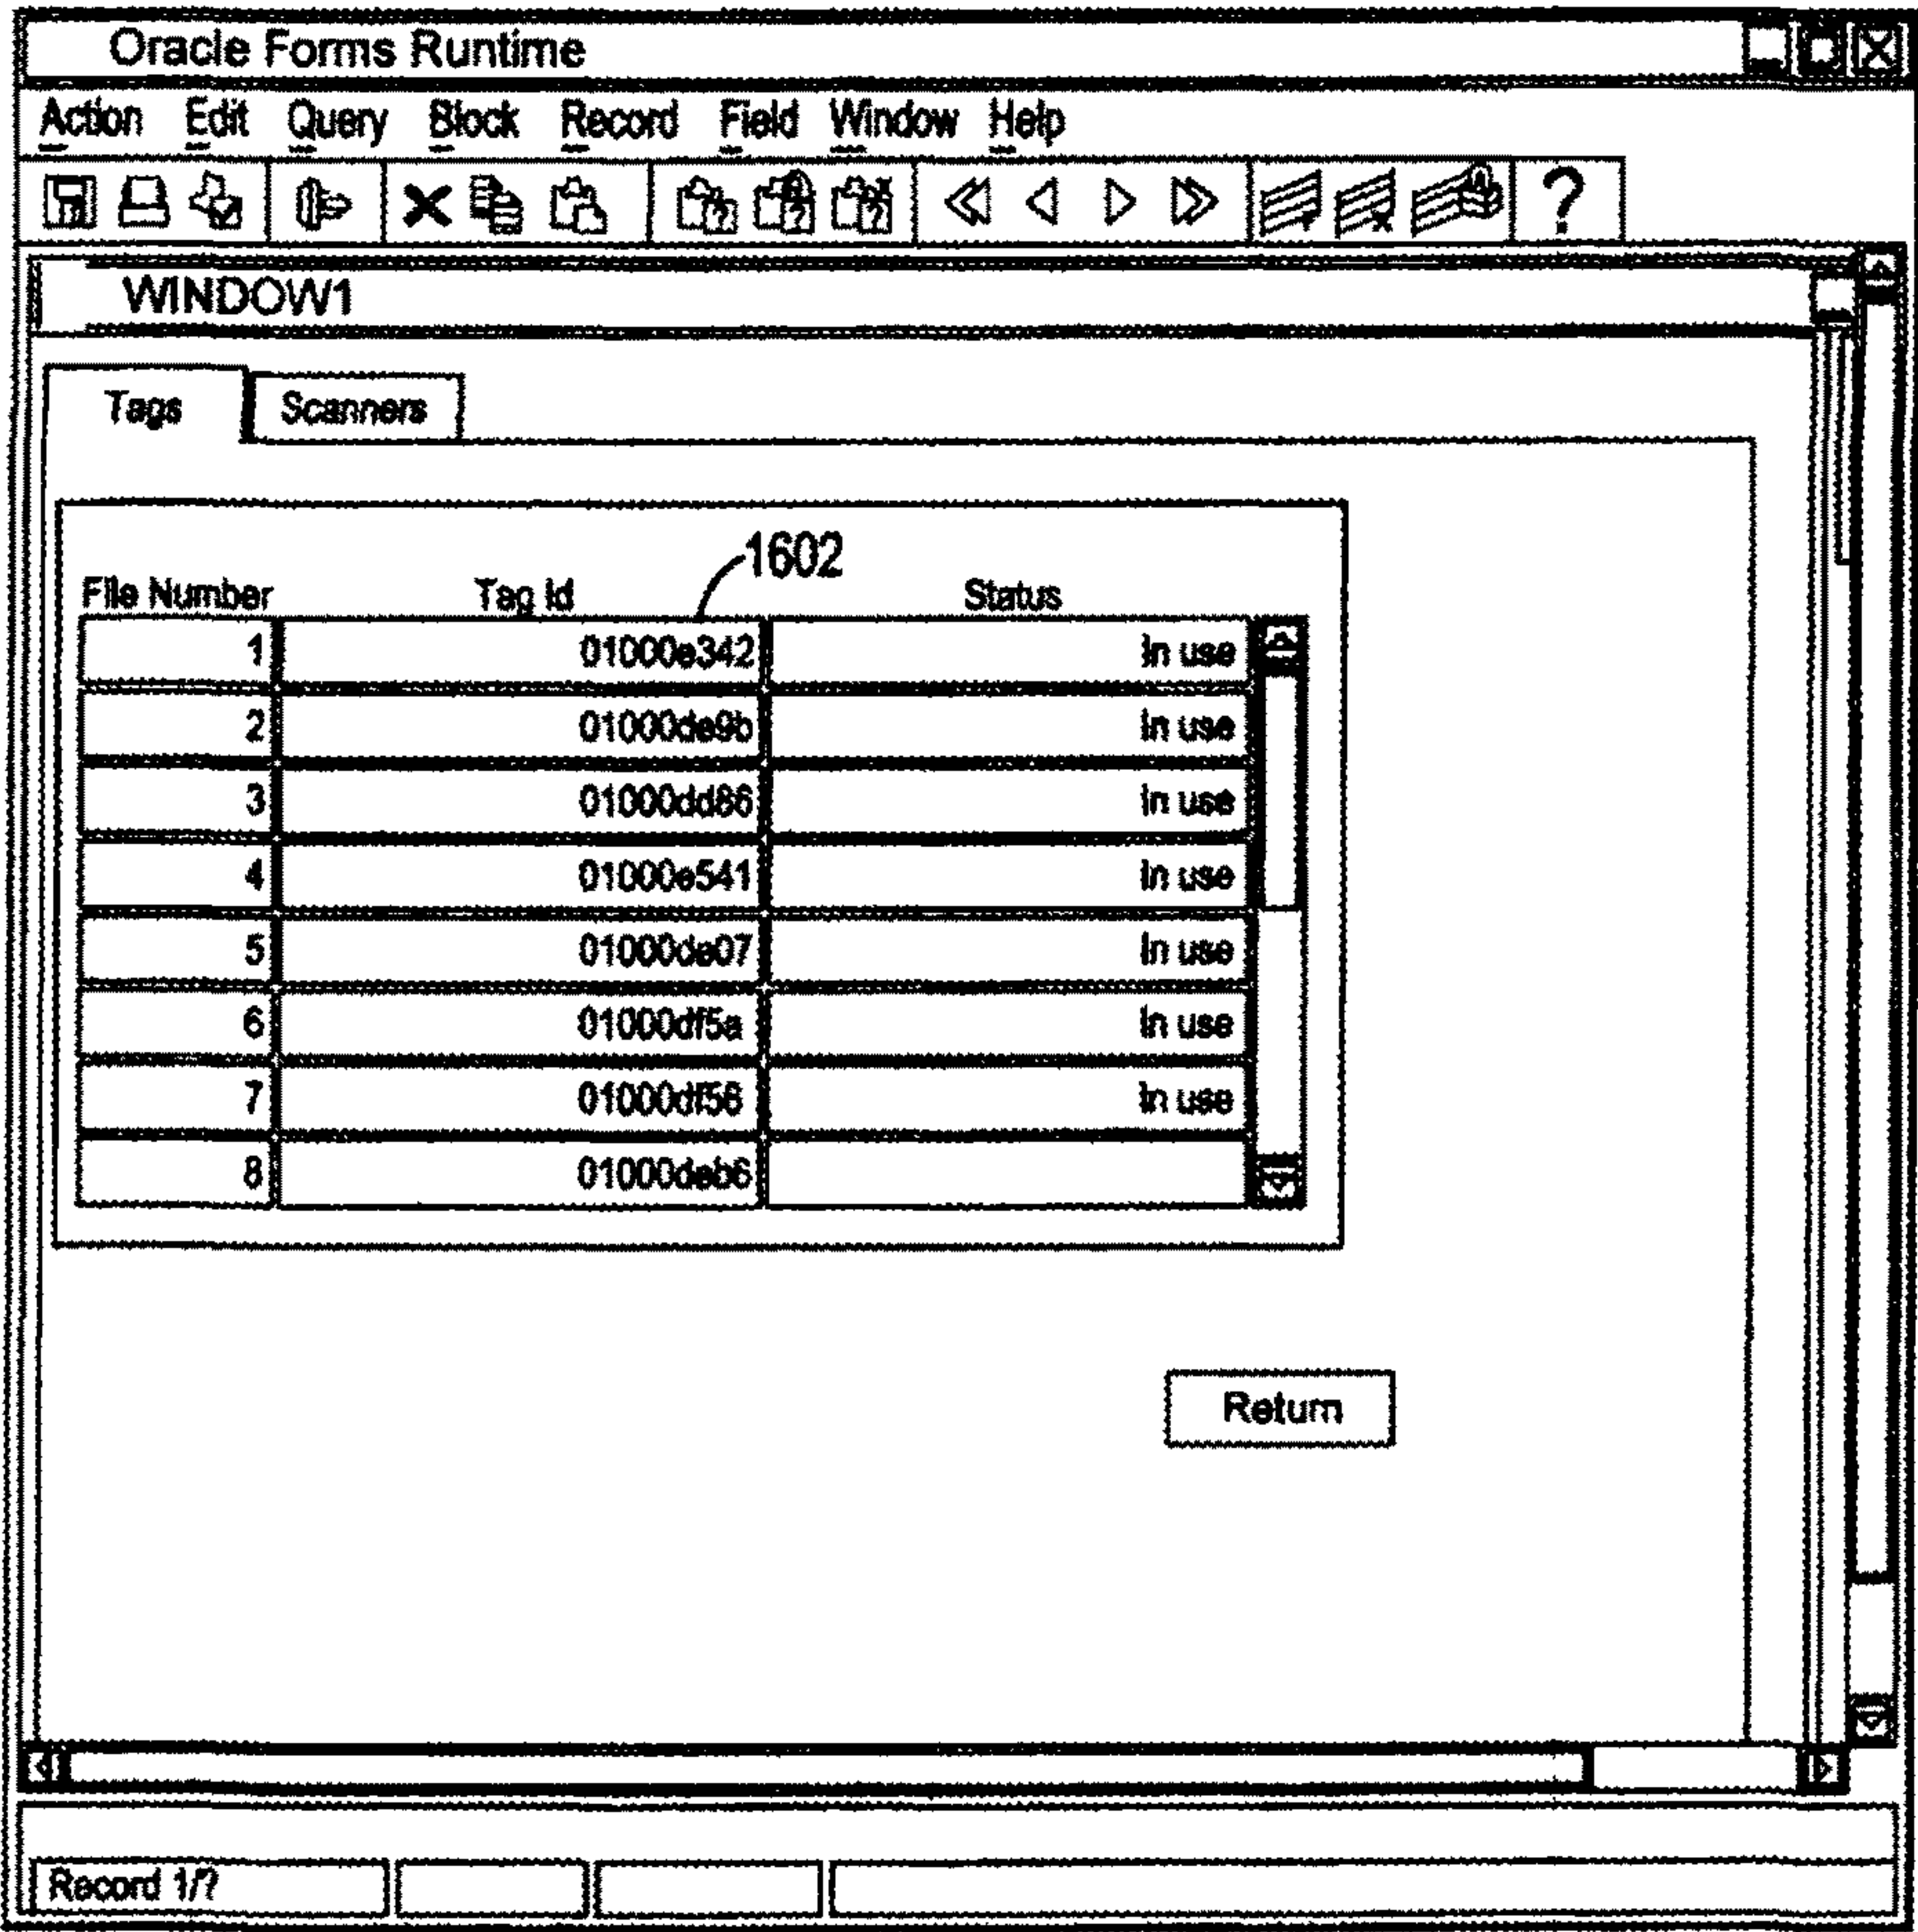 Oracle Forms Runtime
Action Edit Query Block Record Field Window Help
?
WINDOW1
Tags Scanners
1602
File Number Tag Id Status
1 01000e342 In use
2 01000de9b In use
3 01000dd86 In use
4 01000e541 In use
5 01000de07 In use
6 01000df5a In use
7 01000df56 In use
8 01000deb6
Return
Record 1/?